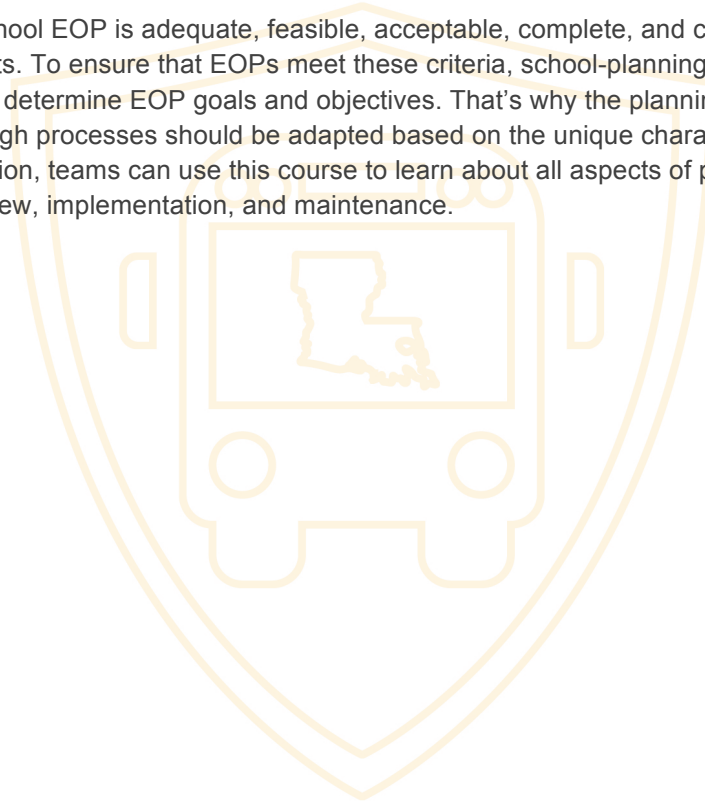 hool EOP is adequate, feasible, acceptable, complete, and c
ts. To ensure that EOPs meet these criteria, school-planning
determine EOP goals and objectives. That’s why the plannin
gh processes should be adapted based on the unique chara
ion, teams can use this course to learn about all aspects of p
ew, implementation, and maintenance.